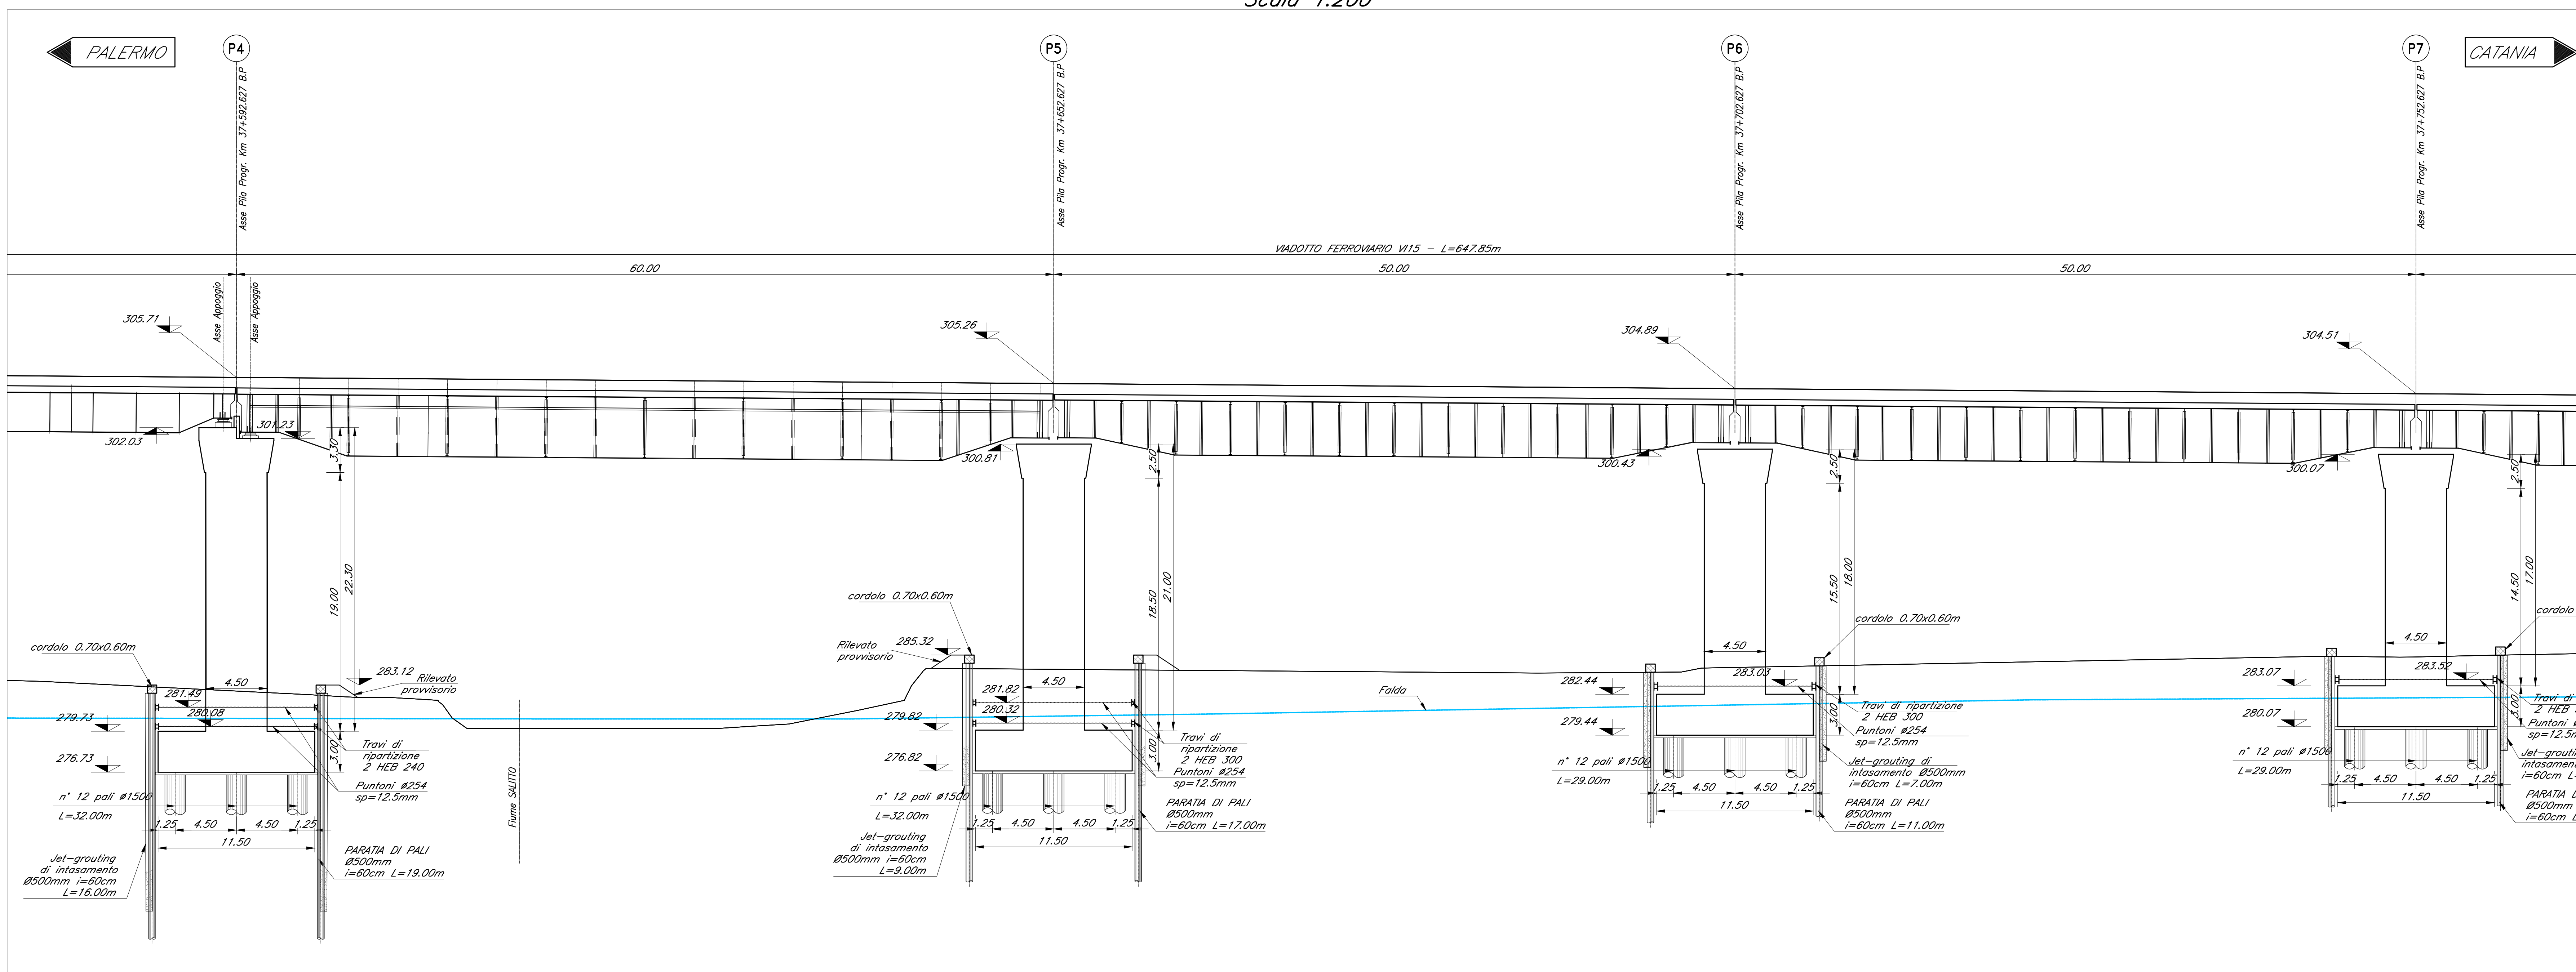 Scala 1:200
PALERMO
P4
P5
P6
P7
CATANIA
Asse Pila Progr. Km 37+592.627 B.P
Asse Pila Progr. Km 37+652.627 B.P
Asse Pila Progr. Km 37+702.627 B.P
Asse Pila Progr. Km 37+752.627 B.P
VIADOTTO FERROVIARIO VI15 - L=647.85m
60.00
50.00
50.00
Asse Appoggio
Asse Appoggio
305.71
305.26
304.89
304.51
302.03
301.23
300.81
300.43
300.07
3.30
19.00
22.30
2.50
18.50
21.00
2.50
15.50
18.00
2.50
14.50
17.00
cordolo 0.70x0.60m
4.50
283.12
Rilevato
provvisorio
281.49
280.08
279.73
276.73
3.00
Travi di
ripartizione
2 HEB 240
Puntoni ø254
sp=12.5mm
n° 12 pali ø1500
L=32.00m
1.25
4.50
4.50
1.25
11.50
Jet-grouting
di intasamento
Ø500mm i=60cm
L=16.00m
PARATIA DI PALI
Ø500mm
i=60cm L=19.00m
Fiume SALITTO
cordolo 0.70x0.60m
Rilevato
provvisorio
285.32
4.50
281.82
280.32
279.82
276.82
3.00
Travi di
ripartizione
2 HEB 300
Puntoni ø254
sp=12.5mm
n° 12 pali ø1500
L=32.00m
1.25
4.50
4.50
1.25
11.50
Jet-grouting
di intasamento
Ø500mm i=60cm
L=9.00m
PARATIA DI PALI
Ø500mm
i=60cm L=17.00m
Falda
cordolo 0.70x0.60m
4.50
282.44
283.03
279.44
3.00
Travi di ripartizione
2 HEB 300
Puntoni ø254
sp=12.5mm
n° 12 pali ø1500
L=29.00m
Jet-grouting di
intasamento Ø500mm
i=60cm L=7.00m
1.25
4.50
4.50
1.25
11.50
PARATIA DI PALI
Ø500mm
i=60cm L=11.00m
cordolo
4.50
283.07
283.52
280.07
3.00
Travi di
2 HEB
Puntoni
sp=12.5
n° 12 pali ø1500
L=29.00m
Jet-grouti
intasament
i=60cm L
1.25
4.50
4.50
1.25
11.50
PARATIA D
Ø500mm
i=60cm L